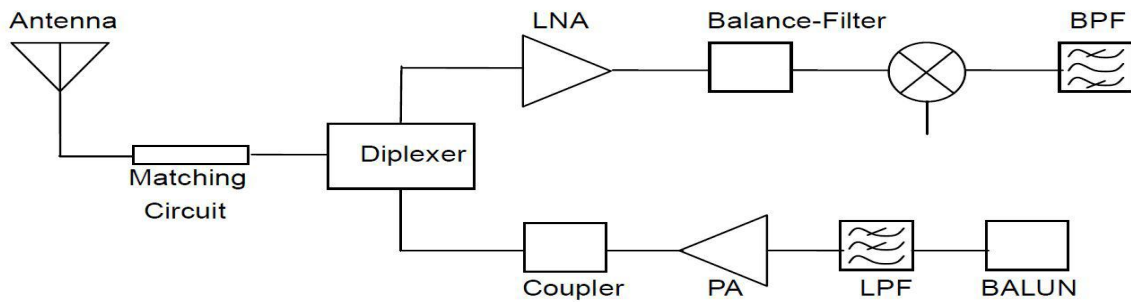 Antenna
LNA
Balance-Filter
BPF
Diplexer
Matching
Circuit
Coupler
PA
LPF
BALUN